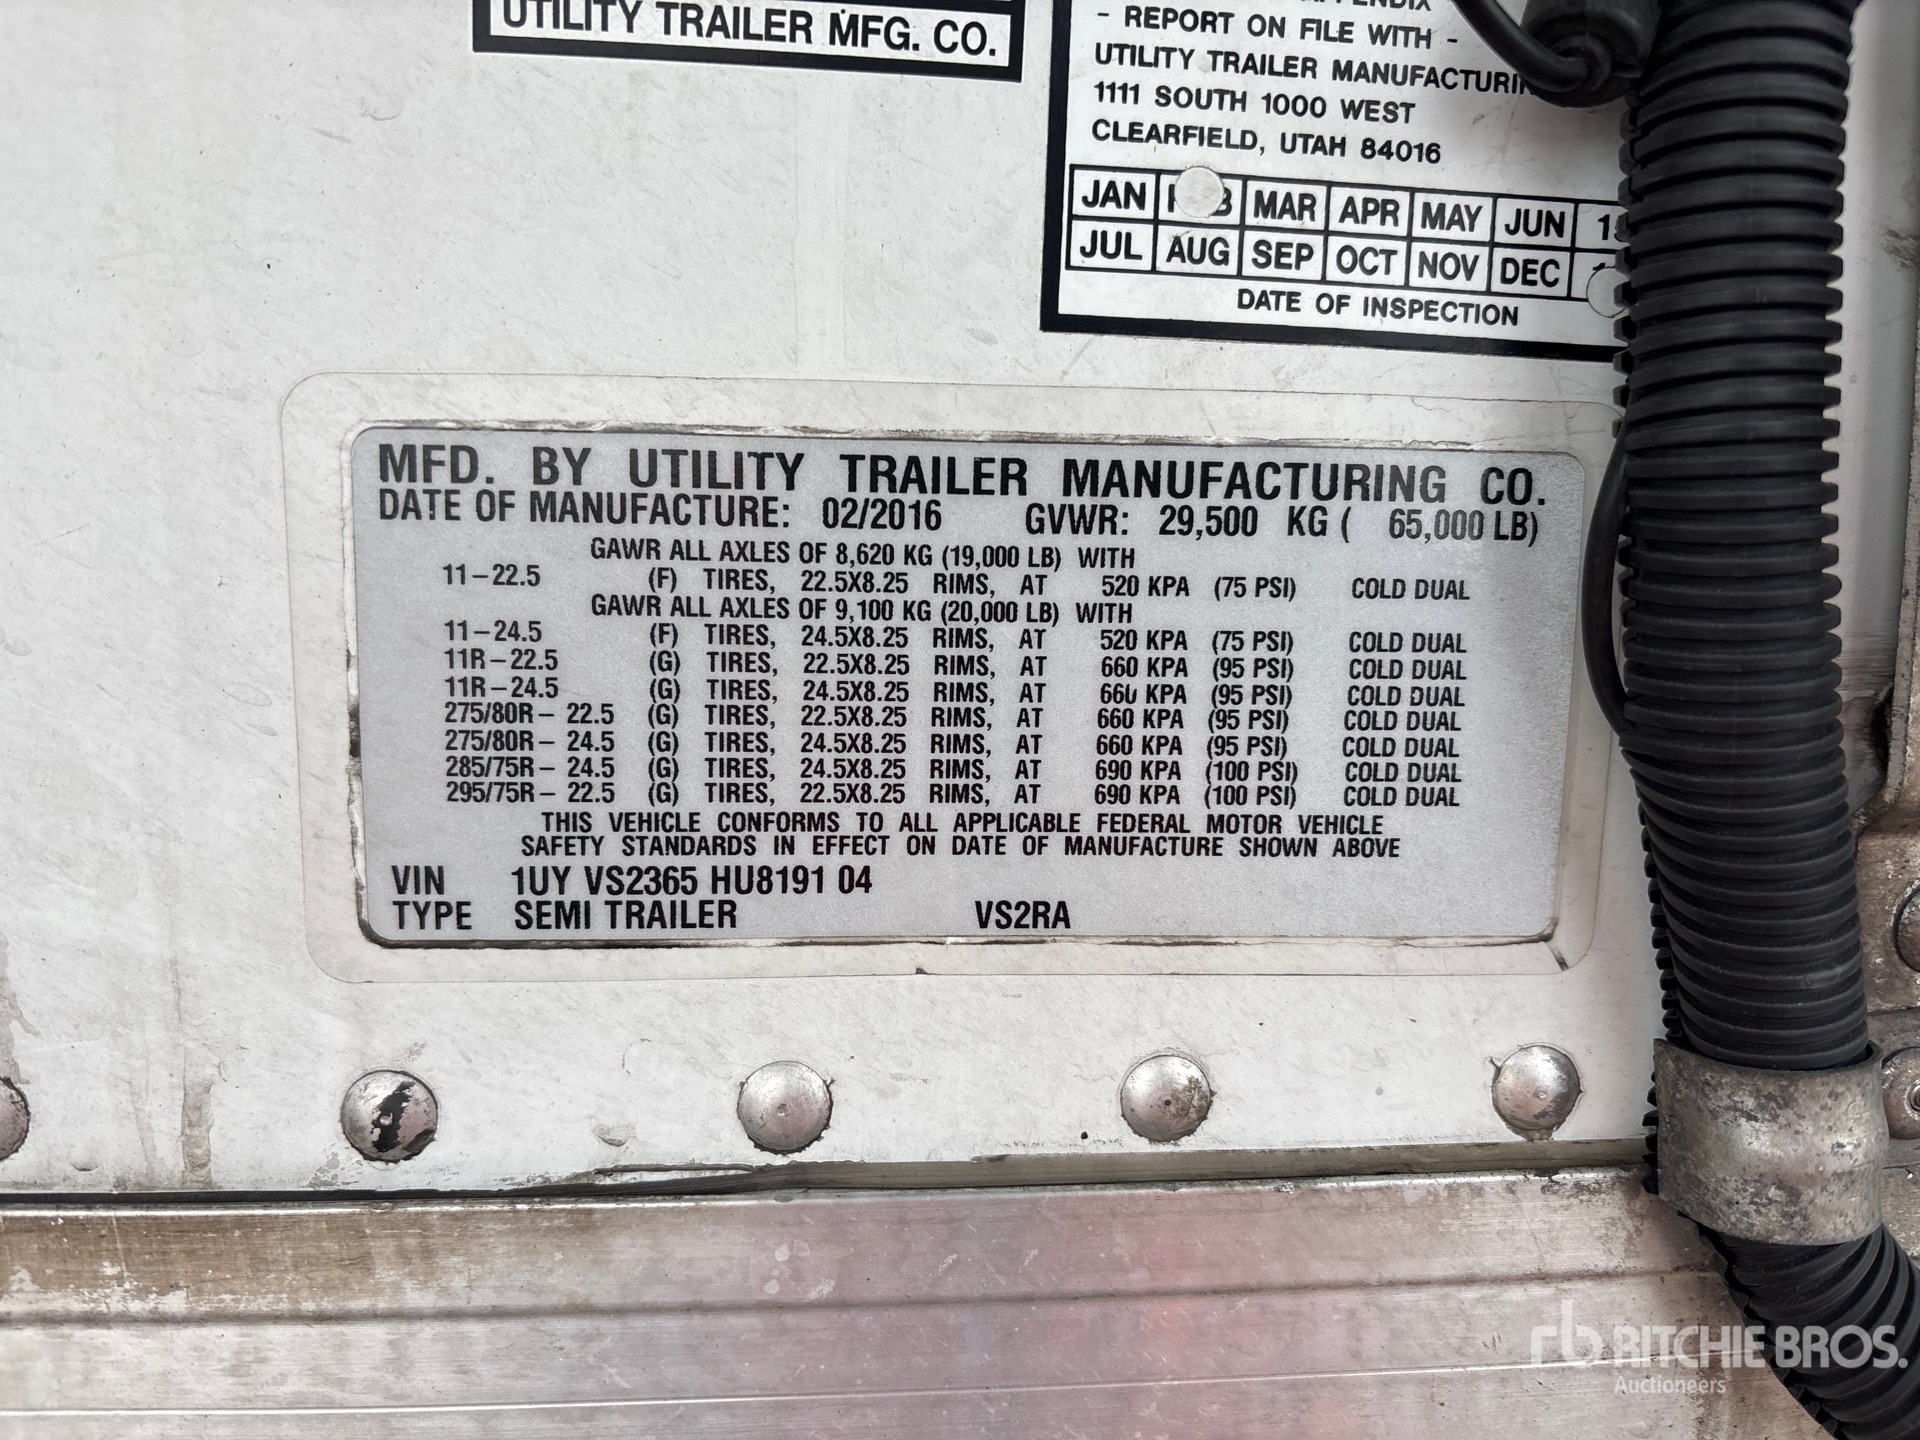 UTILITY TRAILER MFG. CO.
- REPORT ON FILE WITH -
UTILITY TRAILER
1111 SOUTH 1000 WEST
CLEARFIELD, UTAH 84016
JAN MAR APR MAY JUN
JUL AUG SEP OCT NOV DEC
DATE OF INSPECTION
MFD. BY UTILITY TRAILER MANUFACTURING CO.
DATE OF MANUFACTURE: 02/2016 GVWR: 29,500 KG ( 65,000 LB)
GAWR ALL AXLES OF 8,620 KG (19,000 LB) WITH
11-22.5 (F) TIRES, 22.5X8.25 RIMS, AT 520 KPA (75 PSI) COLD DUAL
GAWR ALL AXLES OF 9,100 KG (20,000 LB) WITH
11-24.5 (F) TIRES, 24.5X8.25 RIMS, AT 520 KPA (75 PSI) COLD DUAL
11R-22.5 (G) TIRES, 22.5X8.25 RIMS, AT 660 KPA (95 PSI) COLD DUAL
11R-24.5 (G) TIRES, 24.5X8.25 RIMS, AT 660 KPA (95 PSI) COLD DUAL
275/80R- 22.5 (G) TIRES, 22.5X8.25 RIMS, AT 660 KPA (95 PSI) COLD DUAL
275/80R- 24.5 (G) TIRES, 24.5X8.25 RIMS, AT 660 KPA (95 PSI) COLD DUAL
285/75R- 24.5 (G) TIRES, 24.5X8.25 RIMS, AT 690 KPA (100 PSI) COLD DUAL
295/75R- 22.5 (G) TIRES, 22.5X8.25 RIMS, AT 690 KPA (100 PSI) COLD DUAL
THIS VEHICLE CONFORMS TO ALL APPLICABLE FEDERAL MOTOR VEHICLE
SAFETY STANDARDS IN EFFECT ON DATE OF MANUFACTURE SHOWN ABOVE
VIN 1UY VS2365 HU8191 04
TYPE SEMI TRAILER VS2RA
rb RITCHIE BROS.
Auctioneers